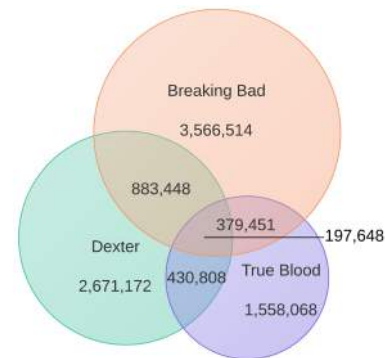 Breaking Bad
3,566,514
883,448
379,451
197,648
Dexter
True Blood
2,671,172
430,808
1,558,068